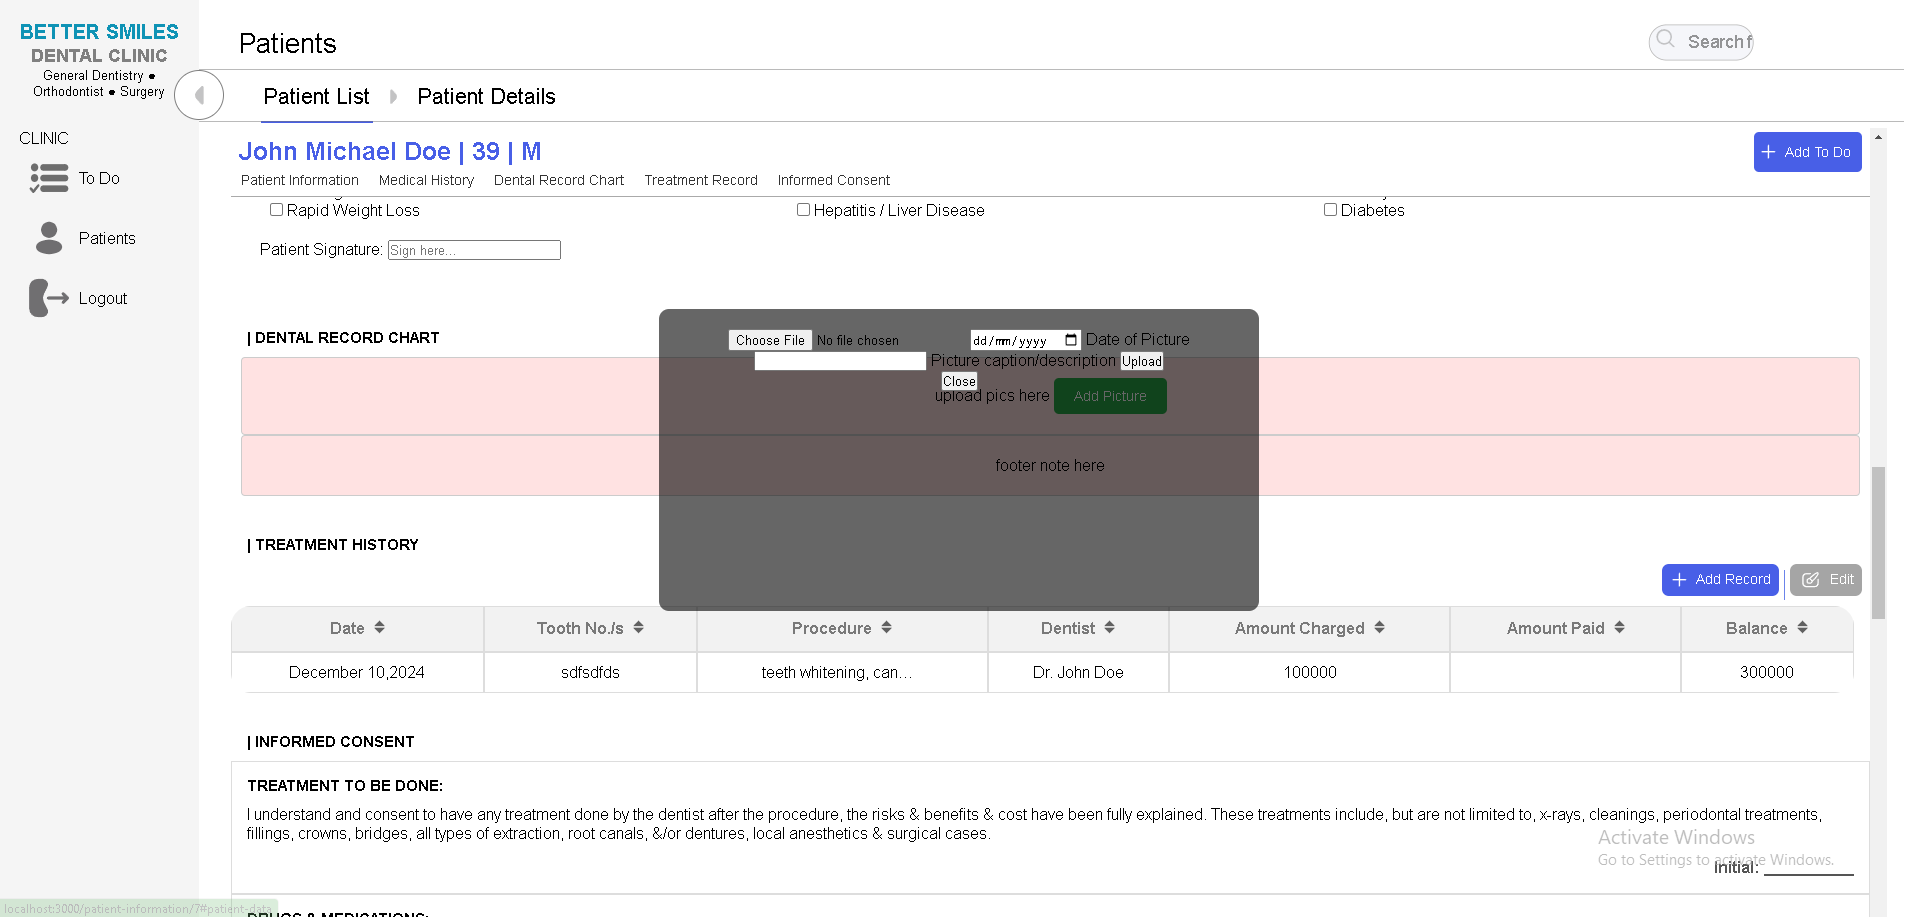 BETTER SMILES
DENTAL CLINIC
General Dentistry ●
Orthodontist ● Surgery
CLINIC
To Do
Patients
Logout
Patients
Search f
Patient List
Patient Details
John Michael Doe | 39 | M
Add To Do
Patient Information Medical History Dental Record Chart Treatment Record Informed Consent
Rapid Weight Loss Hepatitis / Liver Disease Diabetes
Patient Signature: Sign here...
| DENTAL RECORD CHART
Choose File No file chosen dd/mm/yyyy Date of Picture
Picture caption/description Upload
Close
upload pics here Add Picture
footer note here
| TREATMENT HISTORY
Add Record Edit
Date Tooth No./s Procedure Dentist Amount Charged Amount Paid Balance
December 10,2024 sdfsdfds teeth whitening, can... Dr. John Doe 100000 300000
| INFORMED CONSENT
TREATMENT TO BE DONE:
I understand and consent to have any treatment done by the dentist after the procedure, the risks & benefits & cost have been fully explained. These treatments include, but are not limited to, x-rays, cleanings, periodontal treatments,
fillings, crowns, bridges, all types of extraction, root canals, &/or dentures, local anesthetics & surgical cases.
Activate Windows
Go to Settings to activate Windows.
Initial:
localhost:3000/patient-information/7#patient-data
DRUGS & MEDICATIONS: